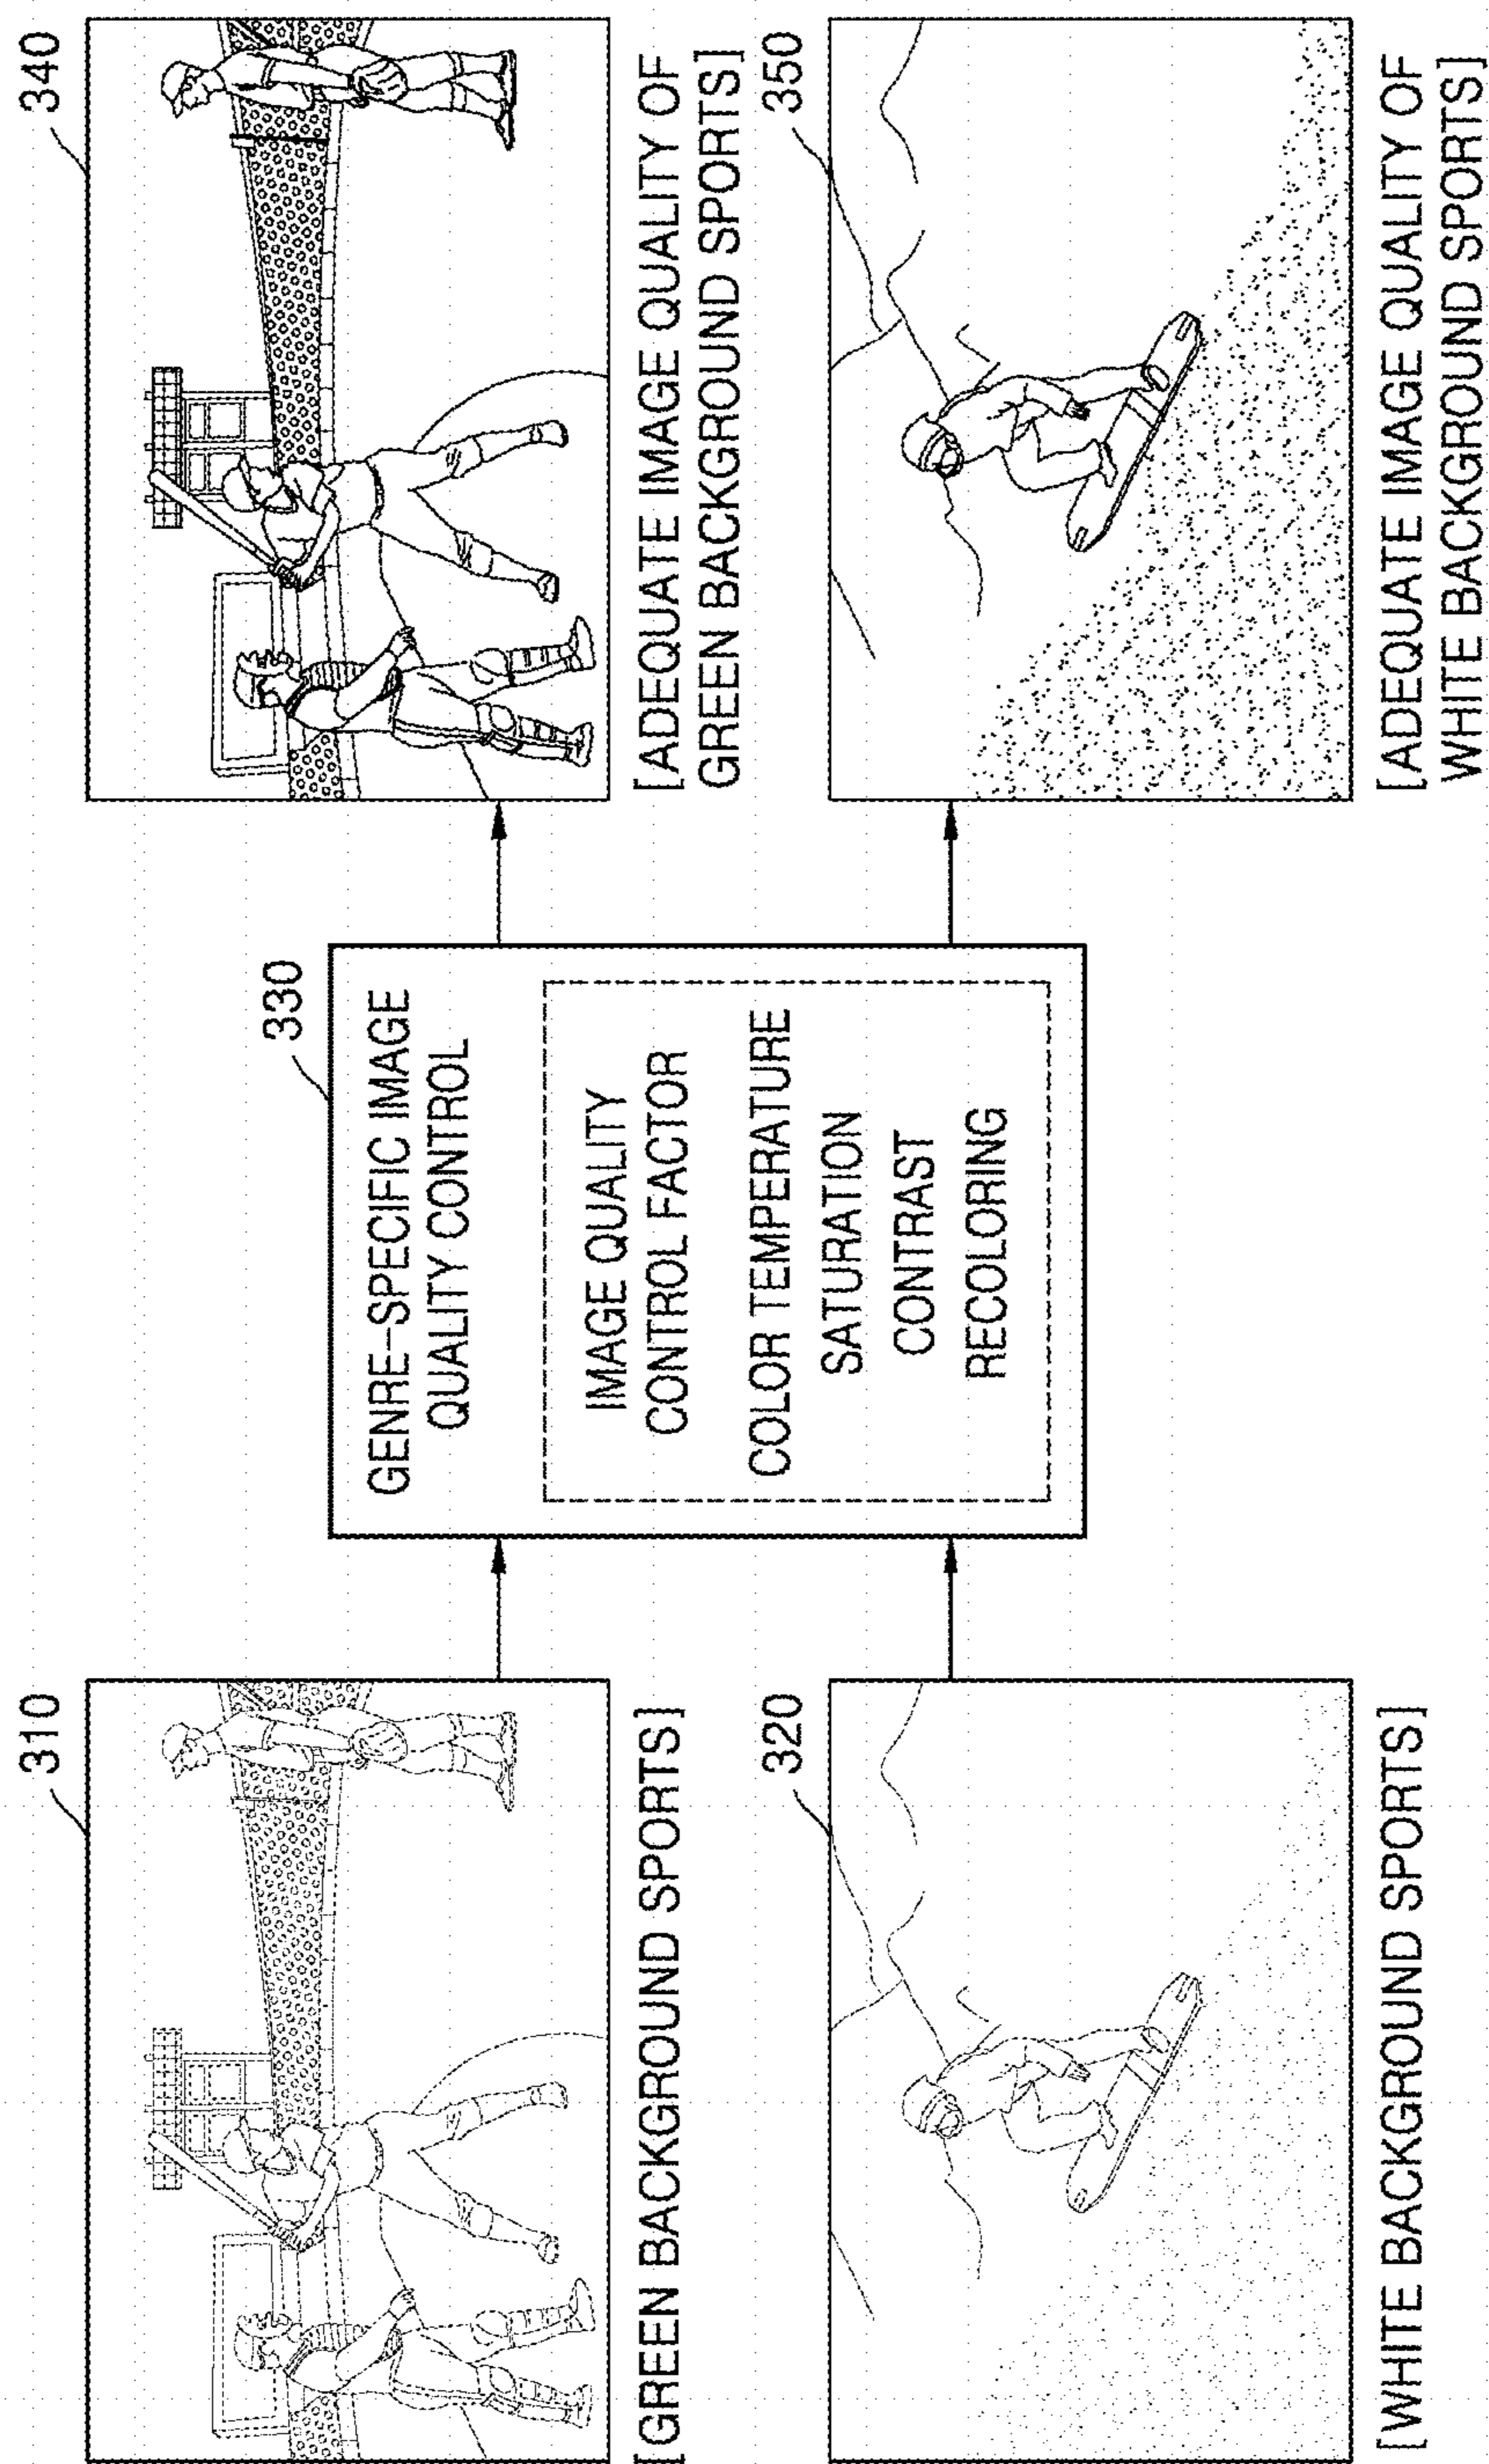 310
[GREEN BACKGROUND SPORTS]
320
[WHITE BACKGROUND SPORTS]
330
GENRE-SPECIFIC IMAGE
QUALITY CONTROL
IMAGE QUALITY
CONTROL FACTOR
COLOR TEMPERATURE
SATURATION
CONTRAST
RECOLORING
340
[ADEQUATE IMAGE QUALITY OF
GREEN BACKGROUND SPORTS]
350
[ADEQUATE IMAGE QUALITY OF
WHITE BACKGROUND SPORTS]